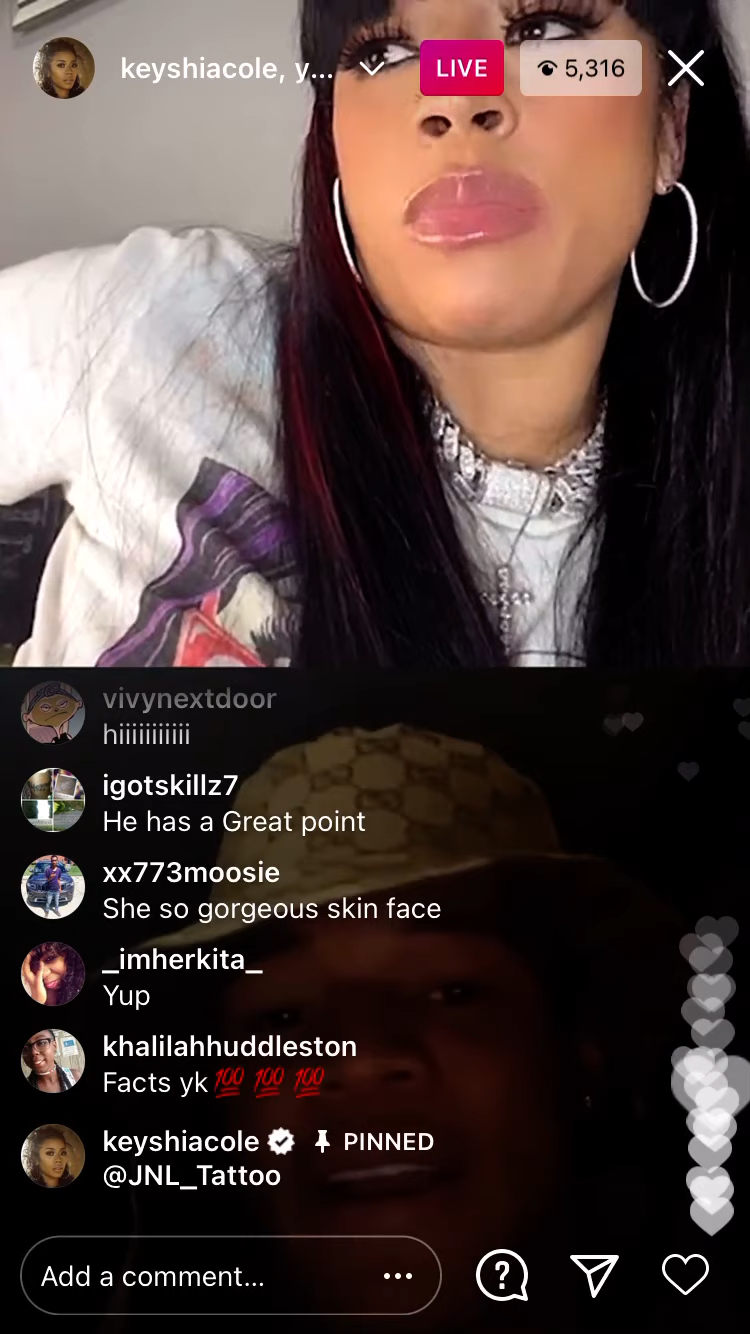 keyshiacole, y...
LIVE
5,316
vivynextdoor
hiiiiiiiiiii
igotskillz7
He has a Great point
xx773moosie
She so gorgeous skin face
_imherkita_
Yup
khalilahhuddleston
Facts yk💯 💯 💯
keyshiacole PINNED
@JNL_Tattoo
Add a comment...